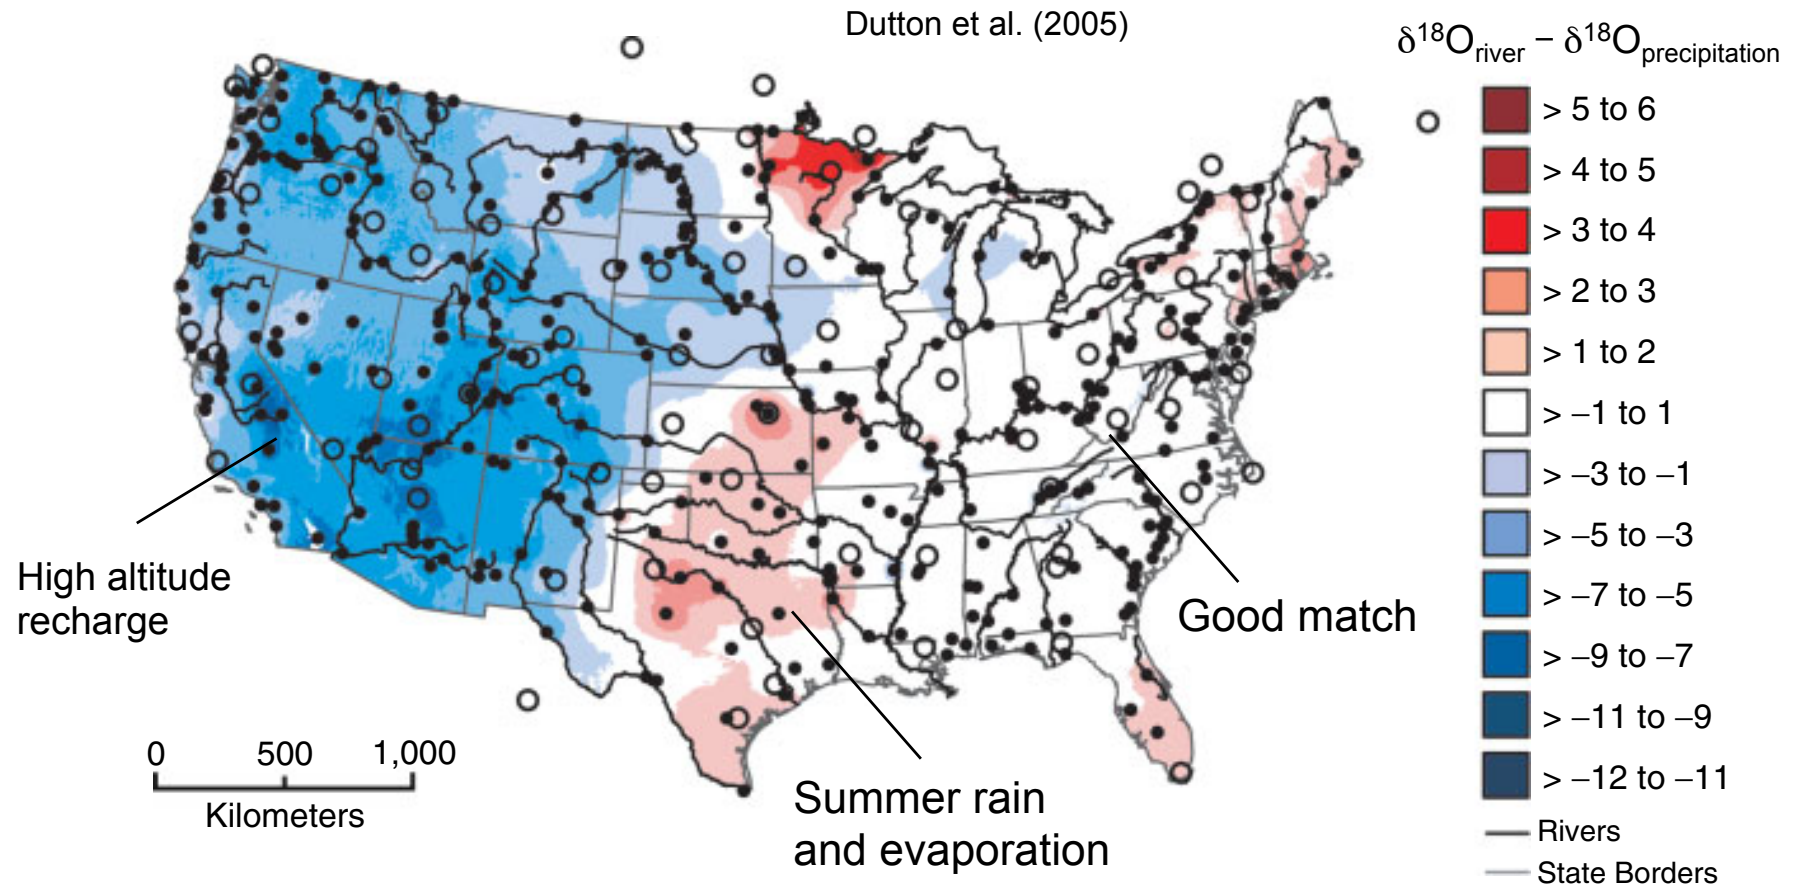 Dutton et al. (2005)
δ18Oriver – δ18Oprecipitation
> 5 to 6
> 4 to 5
> 3 to 4
> 2 to 3
> 1 to 2
> –1 to 1
> –3 to –1
> –5 to –3
> –7 to –5
> –9 to –7
> –11 to –9
> –12 to –11
Rivers
State Borders
High altitude
recharge
Good match
Summer rain
and evaporation
0 500 1,000
Kilometers